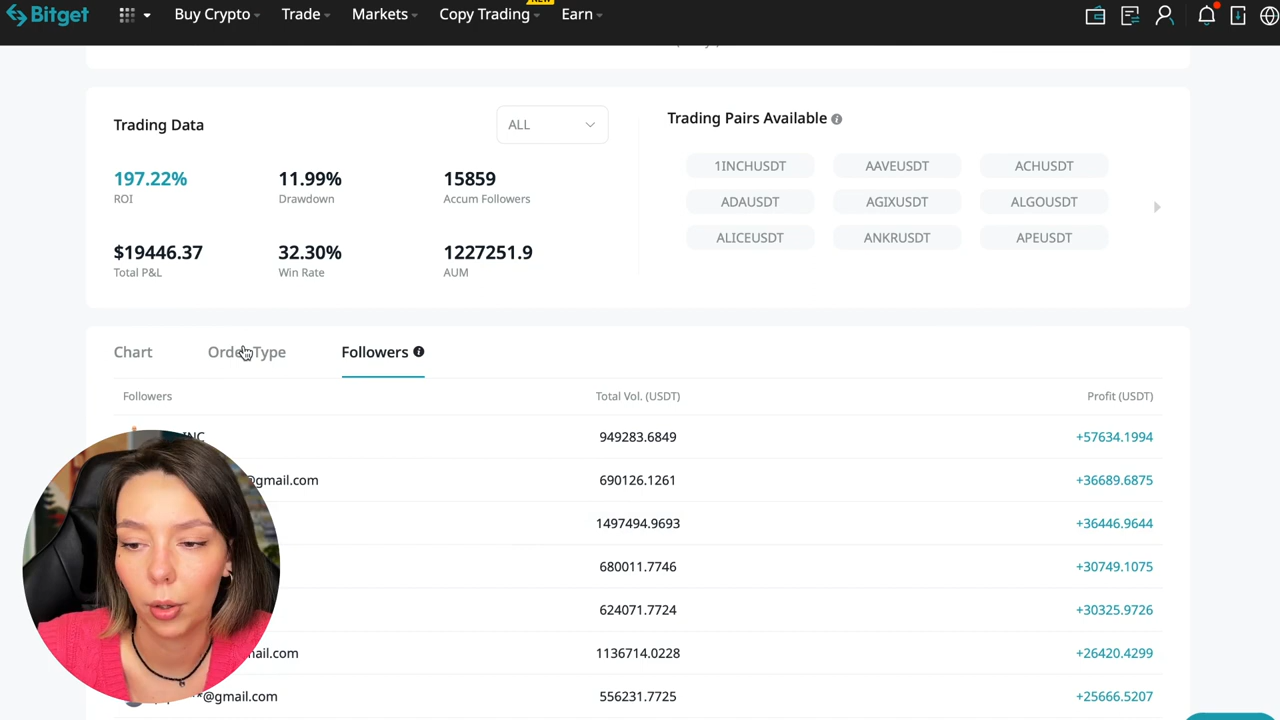 Bitget
Buy Crypto
Trade
Markets
Copy Trading
NEW
Earn
Trading Data
ALL
197.22%
ROI
11.99%
Drawdown
15859
Accum Followers
$19446.37
Total P&L
32.30%
Win Rate
1227251.9
AUM
Trading Pairs Available
1INCHUSDT
AAVEUSDT
ACHUSDT
ADAUSDT
AGIXUSDT
ALGOUSDT
ALICEUSDT
ANKRUSDT
APEUSDT
Chart
Order Type
Followers
Followers
Total Vol. (USDT)
Profit (USDT)
949283.6849
+57634.1994
@gmail.com
690126.1261
+36689.6875
1497494.9693
+36446.9644
680011.7746
+30749.1075
624071.7724
+30325.9726
ail.com
1136714.0228
+26420.4299
*@gmail.com
556231.7725
+25666.5207